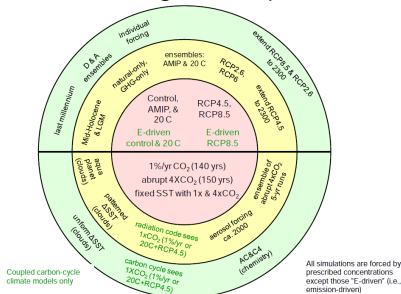 individual
forcing
D & A
ensembles
last millennium
extend RCP8.5 & RCP2.6
to 2300
ensembles:
AMIP & 20 C
natural-only,
GHG-only
Mid-Holocene
& LGM
RCP2.6,
RCP6
extend RCP4.5
to 2300
Control,
AMIP, &
20 C
RCP4.5,
RCP8.5
E-driven
control & 20 C
E-driven
RCP8.5
1%/yr CO2 (140 yrs)
abrupt 4XCO2 (150 yrs)
fixed SST with 1x & 4xCO2
aqua
planet
(clouds)
patterned
ΔSST
(clouds)
uniform ΔSST
(clouds)
radiation code sees
1XCO2 (1%/yr or
20C+RCP4.5)
carbon cycle sees
1XCO2 (1%/yr or
20C+RCP4.5)
aerosol forcing
ca. 2000
ensemble of
abrupt 4xCO2
5-yr runs
AC&C4
(chemistry)
Coupled carbon-cycle
climate models only
All simulations are forced by
prescribed concentrations
except those "E-driven" (i.e.,
emission-driven)